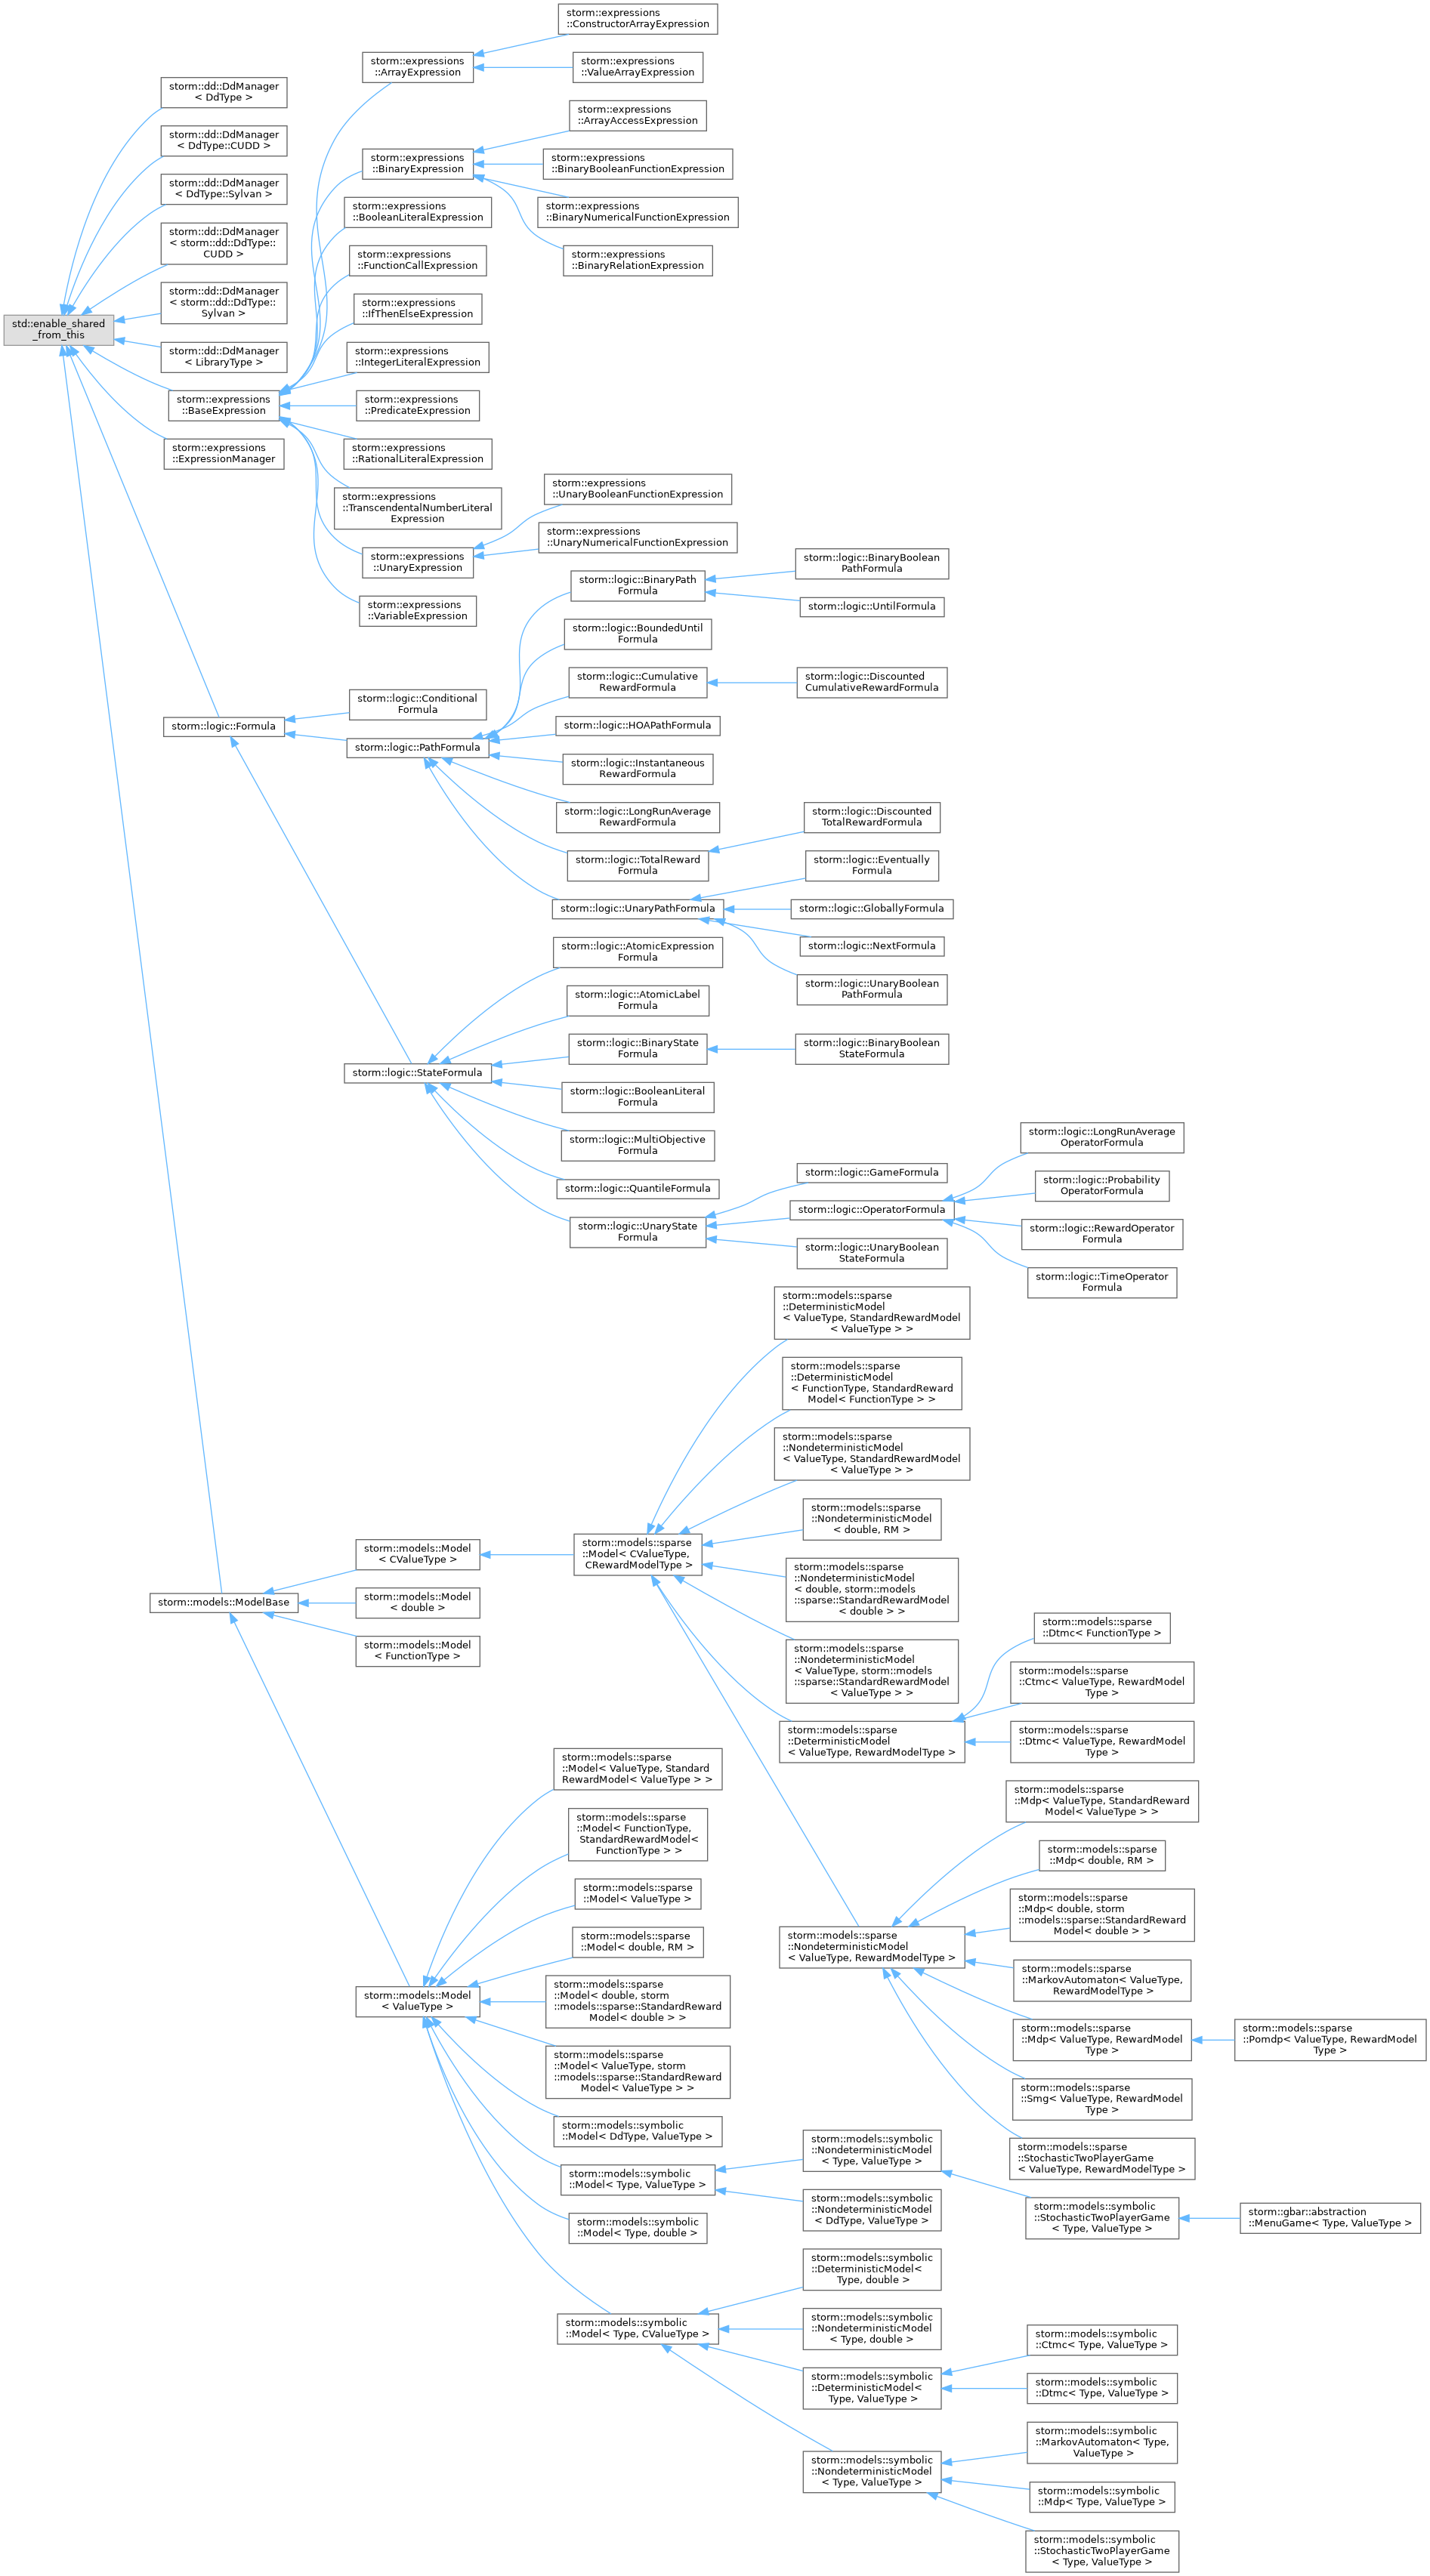 std::enable_shared
_from_this
storm::dd::DdManager
< DdType >
storm::dd::DdManager
< DdType::CUDD >
storm::dd::DdManager
< DdType::Sylvan >
storm::dd::DdManager
< storm::dd::DdType::
CUDD >
storm::dd::DdManager
< storm::dd::DdType::
Sylvan >
storm::dd::DdManager
< LibraryType >
storm::expressions
::BaseExpression
storm::expressions
::ExpressionManager
storm::logic::Formula
storm::models::ModelBase
storm::expressions
::ArrayExpression
storm::expressions
::BinaryExpression
storm::expressions
::BooleanLiteralExpression
storm::expressions
::FunctionCallExpression
storm::expressions
::IfThenElseExpression
storm::expressions
::IntegerLiteralExpression
storm::expressions
::PredicateExpression
storm::expressions
::RationalLiteralExpression
storm::expressions
::TranscendentalNumberLiteral
Expression
storm::expressions
::UnaryExpression
storm::expressions
::VariableExpression
storm::logic::Conditional
Formula
storm::logic::PathFormula
storm::logic::StateFormula
storm::models::Model
< CValueType >
storm::models::Model
< double >
storm::models::Model
< FunctionType >
storm::models::Model
< ValueType >
storm::expressions
::ConstructorArrayExpression
storm::expressions
::ValueArrayExpression
storm::expressions
::ArrayAccessExpression
storm::expressions
::BinaryBooleanFunctionExpression
storm::expressions
::BinaryNumericalFunctionExpression
storm::expressions
::BinaryRelationExpression
storm::expressions
::UnaryBooleanFunctionExpression
storm::expressions
::UnaryNumericalFunctionExpression
storm::logic::BinaryPath
Formula
storm::logic::BoundedUntil
Formula
storm::logic::Cumulative
RewardFormula
storm::logic::HOAPathFormula
storm::logic::Instantaneous
RewardFormula
storm::logic::LongRunAverage
RewardFormula
storm::logic::TotalReward
Formula
storm::logic::UnaryPathFormula
storm::logic::AtomicExpression
Formula
storm::logic::AtomicLabel
Formula
storm::logic::BinaryState
Formula
storm::logic::BooleanLiteral
Formula
storm::logic::MultiObjective
Formula
storm::logic::QuantileFormula
storm::logic::UnaryState
Formula
storm::models::sparse
::Model< CValueType,
CRewardModelType >
storm::models::sparse
::Model< ValueType, Standard
RewardModel< ValueType > >
storm::models::sparse
::Model< FunctionType,
StandardRewardModel<
FunctionType > >
storm::models::sparse
::Model< ValueType >
storm::models::sparse
::Model< double, RM >
storm::models::sparse
::Model< double, storm
::models::sparse::StandardReward
Model< double > >
storm::models::sparse
::Model< ValueType, storm
::models::sparse::StandardReward
Model< ValueType > >
storm::models::symbolic
::Model< DdType, ValueType >
storm::models::symbolic
::Model< Type, ValueType >
storm::models::symbolic
::Model< Type, double >
storm::models::symbolic
::Model< Type, CValueType >
storm::logic::BinaryBoolean
PathFormula
storm::logic::UntilFormula
storm::logic::Discounted
CumulativeRewardFormula
storm::logic::Discounted
TotalRewardFormula
storm::logic::Eventually
Formula
storm::logic::GloballyFormula
storm::logic::NextFormula
storm::logic::UnaryBoolean
PathFormula
storm::logic::BinaryBoolean
StateFormula
storm::logic::GameFormula
storm::logic::OperatorFormula
storm::logic::UnaryBoolean
StateFormula
storm::models::sparse
::DeterministicModel
< ValueType, StandardRewardModel
< ValueType > >
storm::models::sparse
::DeterministicModel
< FunctionType, StandardReward
Model< FunctionType > >
storm::models::sparse
::NondeterministicModel
< ValueType, StandardRewardModel
< ValueType > >
storm::models::sparse
::NondeterministicModel
< double, RM >
storm::models::sparse
::NondeterministicModel
< double, storm::models
::sparse::StandardRewardModel
< double > >
storm::models::sparse
::NondeterministicModel
< ValueType, storm::models
::sparse::StandardRewardModel
< ValueType > >
storm::models::sparse
::DeterministicModel
< ValueType, RewardModelType >
storm::models::sparse
::NondeterministicModel
< ValueType, RewardModelType >
storm::models::symbolic
::NondeterministicModel
< Type, ValueType >
storm::models::symbolic
::NondeterministicModel
< DdType, ValueType >
storm::models::symbolic
::DeterministicModel<
Type, double >
storm::models::symbolic
::NondeterministicModel
< Type, double >
storm::models::symbolic
::DeterministicModel<
Type, ValueType >
storm::models::symbolic
::NondeterministicModel
< Type, ValueType >
storm::logic::LongRunAverage
OperatorFormula
storm::logic::Probability
OperatorFormula
storm::logic::RewardOperator
Formula
storm::logic::TimeOperator
Formula
storm::models::sparse
::Dtmc< FunctionType >
storm::models::sparse
::Ctmc< ValueType, RewardModel
Type >
storm::models::sparse
::Dtmc< ValueType, RewardModel
Type >
storm::models::sparse
::Mdp< ValueType, StandardReward
Model< ValueType > >
storm::models::sparse
::Mdp< double, RM >
storm::models::sparse
::Mdp< double, storm
::models::sparse::StandardReward
Model< double > >
storm::models::sparse
::MarkovAutomaton< ValueType,
RewardModelType >
storm::models::sparse
::Mdp< ValueType, RewardModel
Type >
storm::models::sparse
::Smg< ValueType, RewardModel
Type >
storm::models::sparse
::StochasticTwoPlayerGame
< ValueType, RewardModelType >
storm::models::symbolic
::StochasticTwoPlayerGame
< Type, ValueType >
storm::models::symbolic
::Ctmc< Type, ValueType >
storm::models::symbolic
::Dtmc< Type, ValueType >
storm::models::symbolic
::MarkovAutomaton< Type,
ValueType >
storm::models::symbolic
::Mdp< Type, ValueType >
storm::models::symbolic
::StochasticTwoPlayerGame
< Type, ValueType >
storm::models::sparse
::Pomdp< ValueType, RewardModel
Type >
storm::gbar::abstraction
::MenuGame< Type, ValueType >